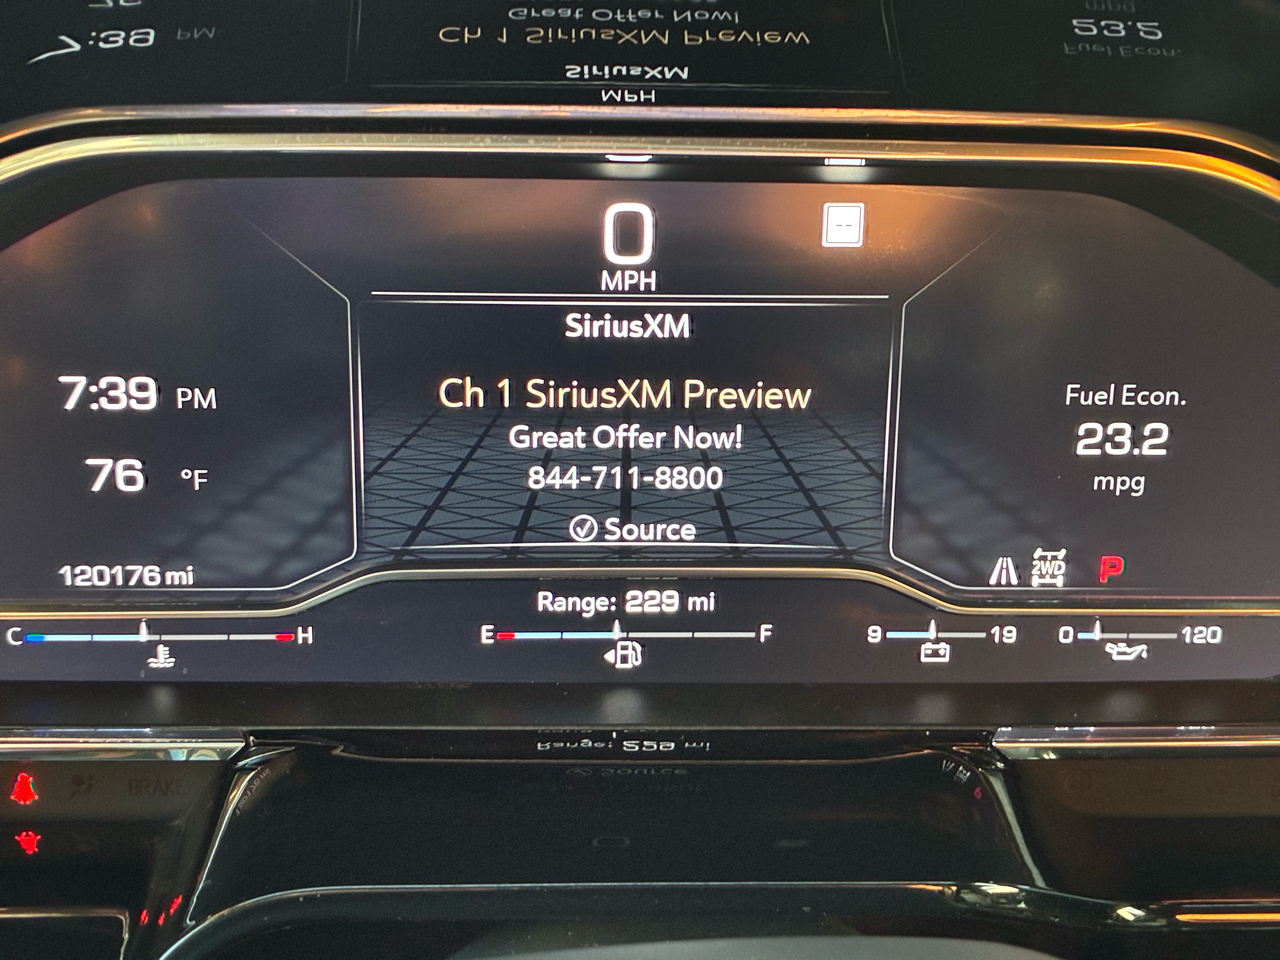 0
--
MPH
SiriusXM
Ch 1 SiriusXM Preview
Great Offer Now!
844-711-8800
Source
7:39 PM
76 °F
120176 mi
Fuel Econ.
23.2
mpg
2WD
P
Range: 229 mi
C H
E F
9 19
0 120
BRAKE